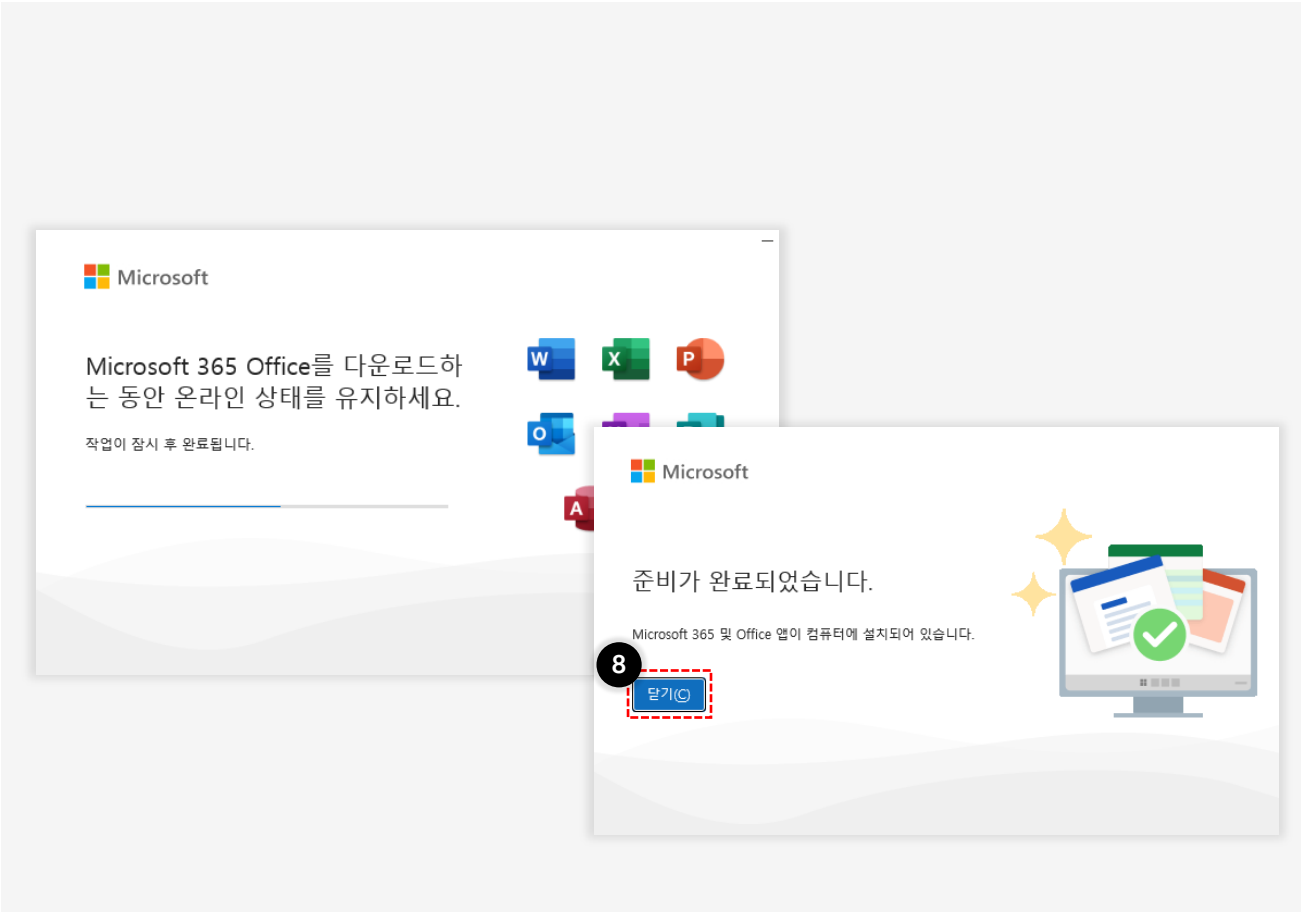 Microsoft
Microsoft 365 Office를 다운로드하
는 동안 온라인 상태를 유지하세요.
작업이 잠시 후 완료됩니다.
W
X
P
O
A
Microsoft
준비가 완료되었습니다.
Microsoft 365 및 Office 앱이 컴퓨터에 설치되어 있습니다.
8
닫기(C)